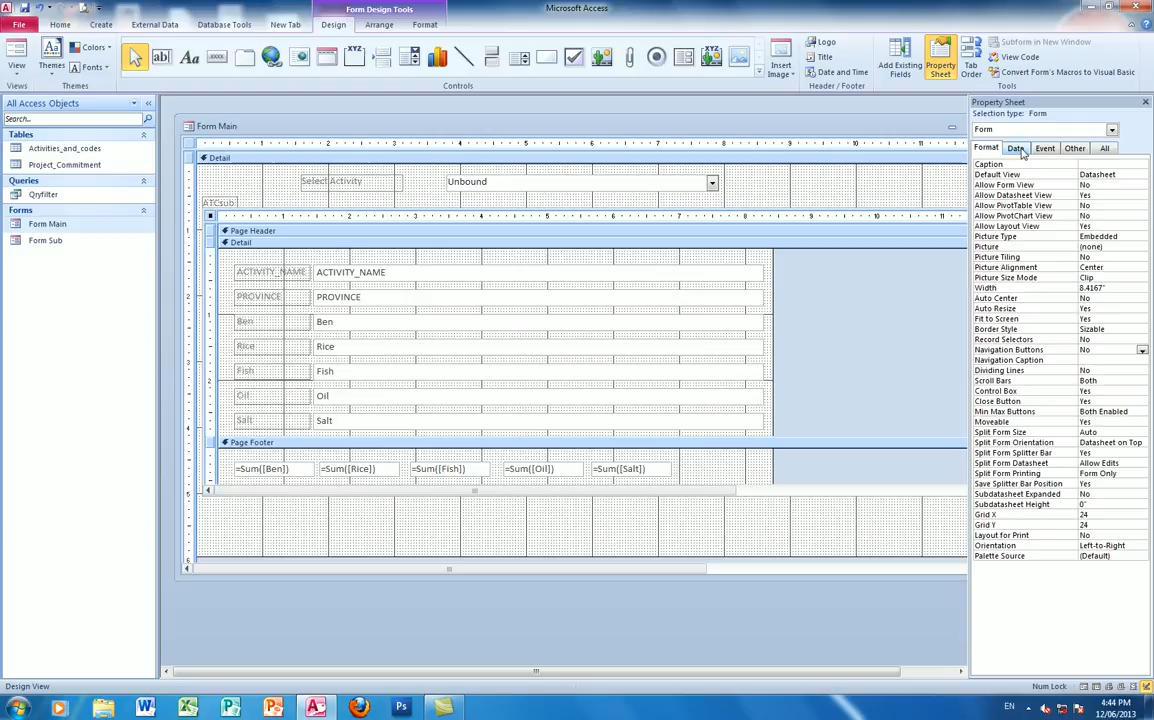 Form Design Tools
Microsoft Access
File
Home
Create
External Data
Database Tools
New Tab
Design
Arrange
Format
View
Themes
Colors
Fonts
Themes
Controls
Insert
Image
Logo
Title
Date and Time
Header / Footer
Add Existing
Fields
Property
Sheet
Tab
Order
Subform in New Window
View Code
Convert Form's Macros to Visual Basic
Tools
All Access Objects
Search...
Tables
Activities_and_codes
Project_Commitment
Queries
Qryfilter
Forms
Form Main
Form Sub
Form Main
Detail
Select Activity
Unbound
ATCsub
Page Header
Detail
ACTIVITY_NAME ACTIVITY_NAME
PROVINCE PROVINCE
Ben Ben
Rice Rice
Fish Fish
Oil Oil
Salt Salt
Page Footer
=Sum([Ben]) =Sum([Rice]) =Sum([Fish]) =Sum([Oil]) =Sum([Salt])
Property Sheet
Selection type: Form
Form
Format Data Event Other All
Caption
Default View Datasheet
Allow Form View No
Allow Datasheet View Yes
Allow PivotTable View No
Allow PivotChart View No
Allow Layout View Yes
Picture Type Embedded
Picture (none)
Picture Tiling No
Picture Alignment Center
Picture Size Mode Clip
Width 8.4167"
Auto Center No
Auto Resize Yes
Fit to Screen Yes
Border Style Sizable
Record Selectors No
Navigation Buttons No
Navigation Caption
Dividing Lines No
Scroll Bars Both
Control Box Yes
Close Button Yes
Min Max Buttons Both Enabled
Moveable Yes
Split Form Size Auto
Split Form Orientation Datasheet on Top
Split Form Splitter Bar Yes
Split Form Datasheet Allow Edits
Split Form Printing Form Only
Save Splitter Bar Position Yes
Subdatasheet Expanded No
Subdatasheet Height 0"
Grid X 24
Grid Y 24
Layout for Print No
Orientation Left-to-Right
Palette Source (Default)
Design View
Num Lock
EN
4:44 PM
12/06/2013